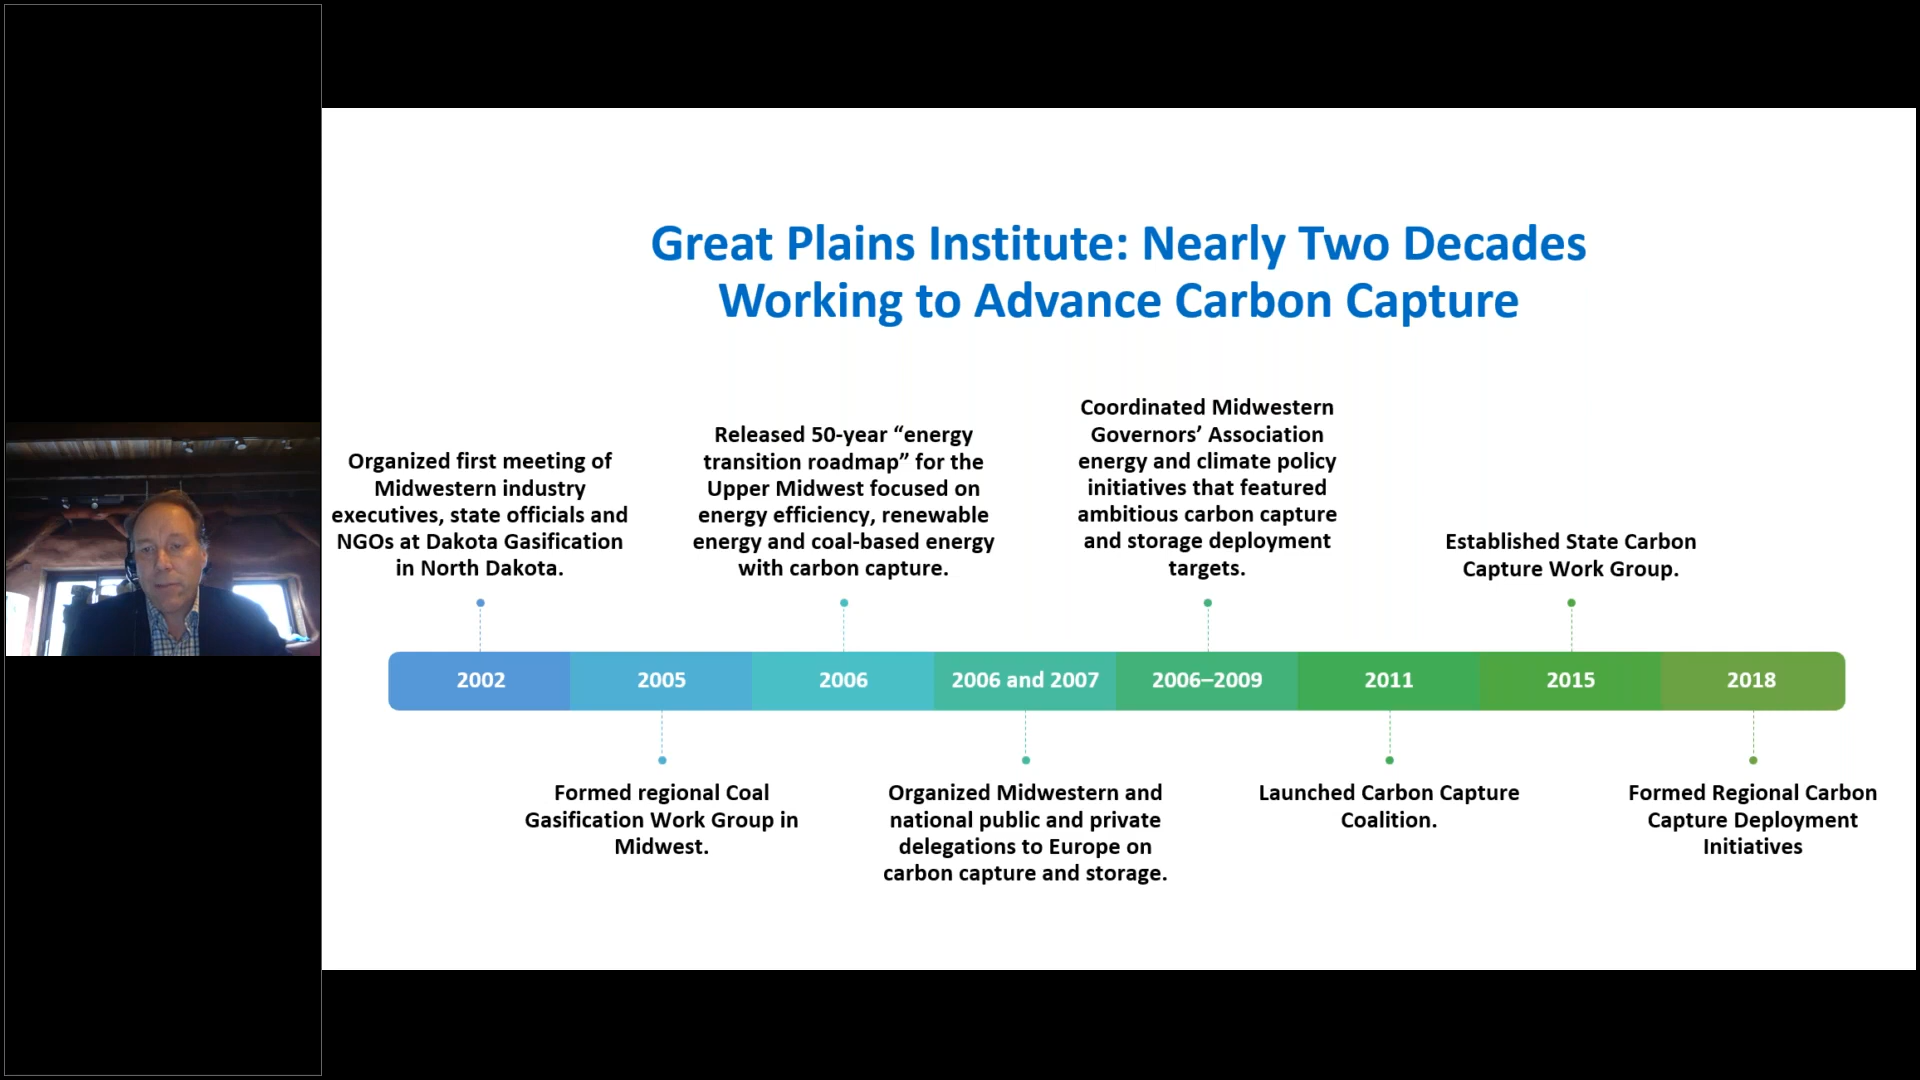 Great Plains Institute: Nearly Two Decades
Working to Advance Carbon Capture
Organized first meeting of
Midwestern industry
executives, state officials and
NGOs at Dakota Gasification
in North Dakota.
Released 50-year “energy
transition roadmap” for the
Upper Midwest focused on
energy efficiency, renewable
energy and coal-based energy
with carbon capture.
Coordinated Midwestern
Governors’ Association
energy and climate policy
initiatives that featured
ambitious carbon capture
and storage deployment
targets.
Established State Carbon
Capture Work Group.
2002
2005
2006
2006 and 2007
2006–2009
2011
2015
2018
Formed regional Coal
Gasification Work Group in
Midwest.
Organized Midwestern and
national public and private
delegations to Europe on
carbon capture and storage.
Launched Carbon Capture
Coalition.
Formed Regional Carbon
Capture Deployment
Initiatives